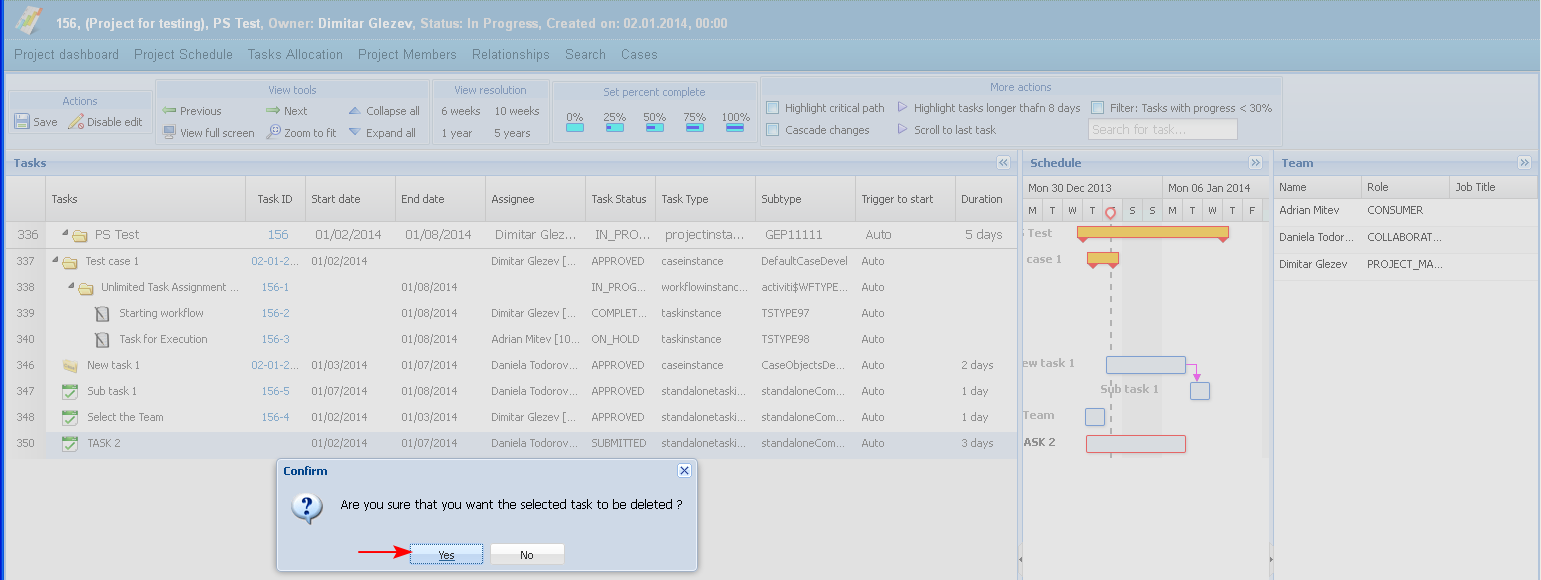 156, (Project for testing), PS Test, Owner: Dimitar Glezev, Status: In Progress, Created on: 02.01.2014, 00:00
Project dashboard Project Schedule Tasks Allocation Project Members Relationships Search Cases
Actions
Save Disable edit
View tools
Previous Next Collapse all
View full screen Zoom to fit Expand all
View resolution
6 weeks 10 weeks
1 year 5 years
Set percent complete
0% 25% 50% 75% 100%
More actions
Highlight critical path Highlight tasks longer thafn 8 days Filter: Tasks with progress < 30%
Cascade changes Scroll to last task Search for task...
Tasks
Tasks Task ID Start date End date Assignee Task Status Task Type Subtype Trigger to start Duration
336 PS Test 156 01/02/2014 01/08/2014 Dimitar Glez... IN_PRO... projectinsta... GEP11111 Auto 5 days
337 Test case 1 02-01-2... 01/02/2014 Dimitar Glezev [... APPROVED caseinstance DefaultCaseDevel Auto
338 Unlimited Task Assignment ... 156-1 01/08/2014 IN_PROG... workflowinstanc... activiti$WFTYPE... Auto
339 Starting workflow 156-2 01/08/2014 Dimitar Glezev [... COMPLET... taskinstance TSTYPE97 Auto
340 Task for Execution 156-3 01/08/2014 Adrian Mitev [10... ON_HOLD taskinstance TSTYPE98 Auto
346 New task 1 02-01-2... 01/03/2014 01/07/2014 Daniela Todorov... APPROVED caseinstance CaseObjectsDe... Auto 2 days
347 Sub task 1 156-5 01/07/2014 01/08/2014 Daniela Todorov... APPROVED standalonetaski... standaloneCom... Auto 1 day
348 Select the Team 156-4 01/02/2014 01/03/2014 Dimitar Glezev [... APPROVED standalonetaski... standaloneCom... Auto 1 day
350 TASK 2 01/02/2014 01/07/2014 Daniela Todorov... SUBMITTED standalonetaski... standaloneCom... Auto 3 days
Schedule
Mon 30 Dec 2013 Mon 06 Jan 2014
M T W T F S S M T W T F
Test
case 1
ew task 1
Sub task 1
Team
ASK 2
Team
Name Role Job Title
Adrian Mitev CONSUMER
Daniela Todor... COLLABORAT...
Dimitar Glezev PROJECT_MA...
Confirm
Are you sure that you want the selected task to be deleted ?
Yes No